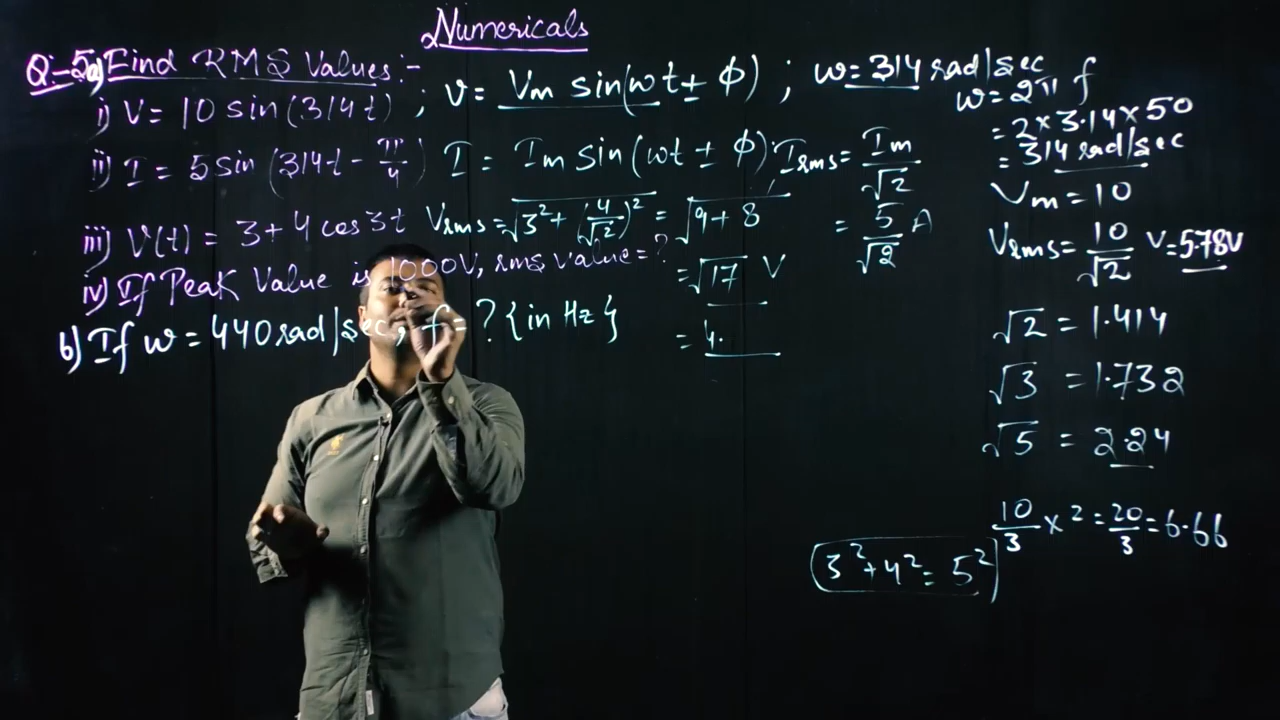 Numericals
Q:-5a) Find RMS Values:-
i) V = 10 sin(314t) ; v = Vm sin(ωt ± φ) ; ω = 314 rad/sec
ω = 2π f
= 2 × 3.14 × 50
= 314 rad/sec
ii) I = 5 sin(314t - π/4) I = Im sin(ωt ± φ); Irms = Im/√2
= 5/√2 A
Vm = 10
Vrms = 10/√2 V = 5.78V
iii) V(t) = 3 + 4 cos 3t Vrms = √3² + (4/√2)² = √9 + 8
= √17 V
= 4.
iv) If Peak Value is 1000V, rms value = ?
b) If ω = 440 rad/sec, f = ? {in Hz}
√2 = 1.414
√3 = 1.732
√5 = 2.24
10/3 × 2 = 20/3 = 6.66
3² + 4² = 5²